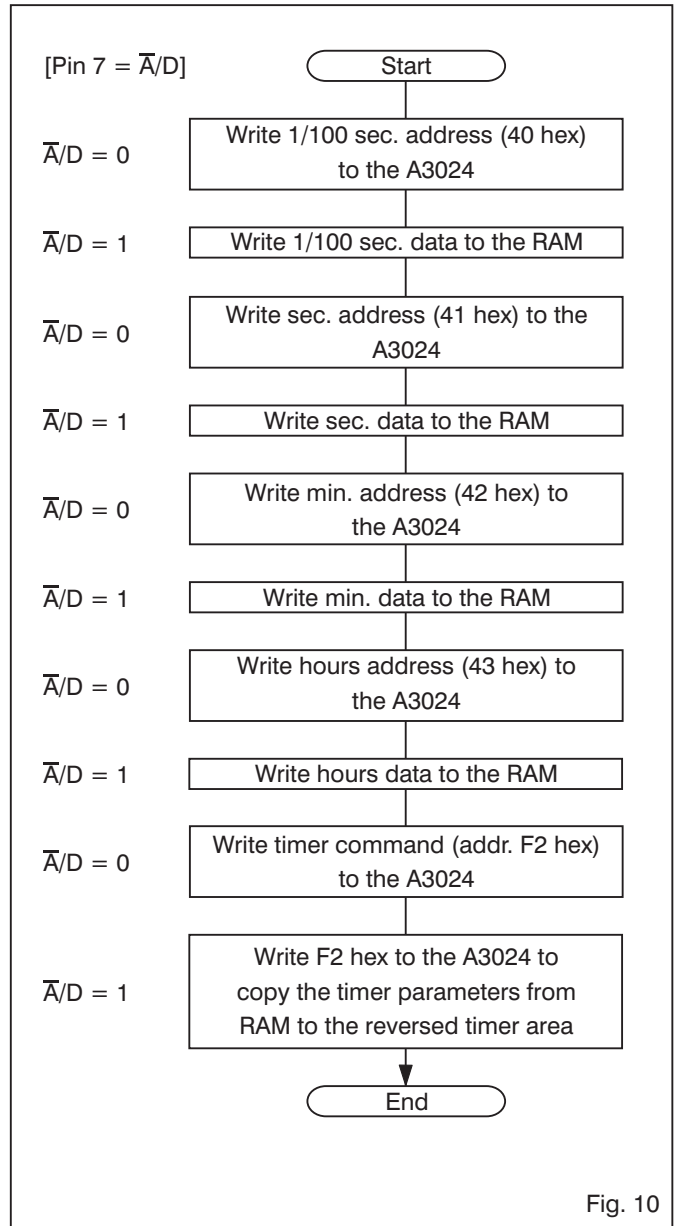 [Pin 7 = A̅/D]
Start
A̅/D = 0
Write 1/100 sec. address (40 hex)
to the A3024
A̅/D = 1
Write 1/100 sec. data to the RAM
A̅/D = 0
Write sec. address (41 hex) to the
A3024
A̅/D = 1
Write sec. data to the RAM
A̅/D = 0
Write min. address (42 hex) to
the A3024
A̅/D = 1
Write min. data to the RAM
A̅/D = 0
Write hours address (43 hex) to
the A3024
A̅/D = 1
Write hours data to the RAM
A̅/D = 0
Write timer command (addr. F2 hex)
to the A3024
A̅/D = 1
Write F2 hex to the A3024 to
copy the timer parameters from
RAM to the reversed timer area
End
Fig. 10